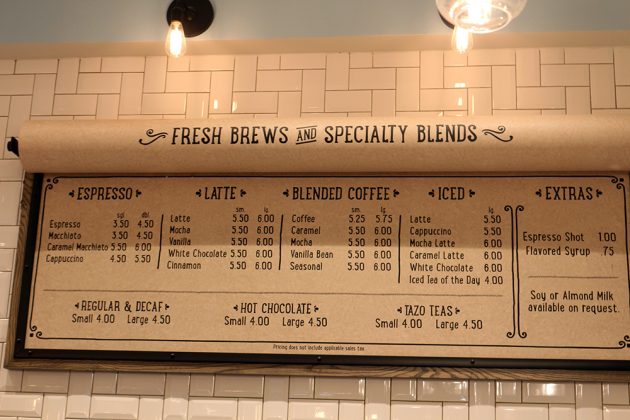 FRESH BREWS AND SPECIALTY BLENDS
ESPRESSO
sgl. dbl.
Espresso 3.50 4.50
Macchiato 3.50 4.50
Caramel Macchiato 5.50 6.00
Cappuccino 4.50 5.50
LATTE
sm. lg.
Latte 5.50 6.00
Mocha 5.50 6.00
Vanilla 5.50 6.00
White Chocolate 5.50 6.00
Cinnamon 5.50 6.00
BLENDED COFFEE
sm. lg.
Coffee 5.25 5.75
Caramel 5.50 6.00
Mocha 5.50 6.00
Vanilla Bean 5.50 6.00
Seasonal 5.50 6.00
ICED
lg.
Latte 5.50
Cappuccino 5.50
Mocha Latte 6.00
Caramel Latte 6.00
White Chocolate 6.00
Iced Tea of the Day 4.00
EXTRAS
Espresso Shot 1.00
Flavored Syrup .75
Soy or Almond Milk
available on request.
REGULAR & DECAF
Small 4.00 Large 4.50
HOT CHOCOLATE
Small 4.00 Large 4.50
TAZO TEAS
Small 4.00 Large 4.50
Pricing does not include applicable sales tax.